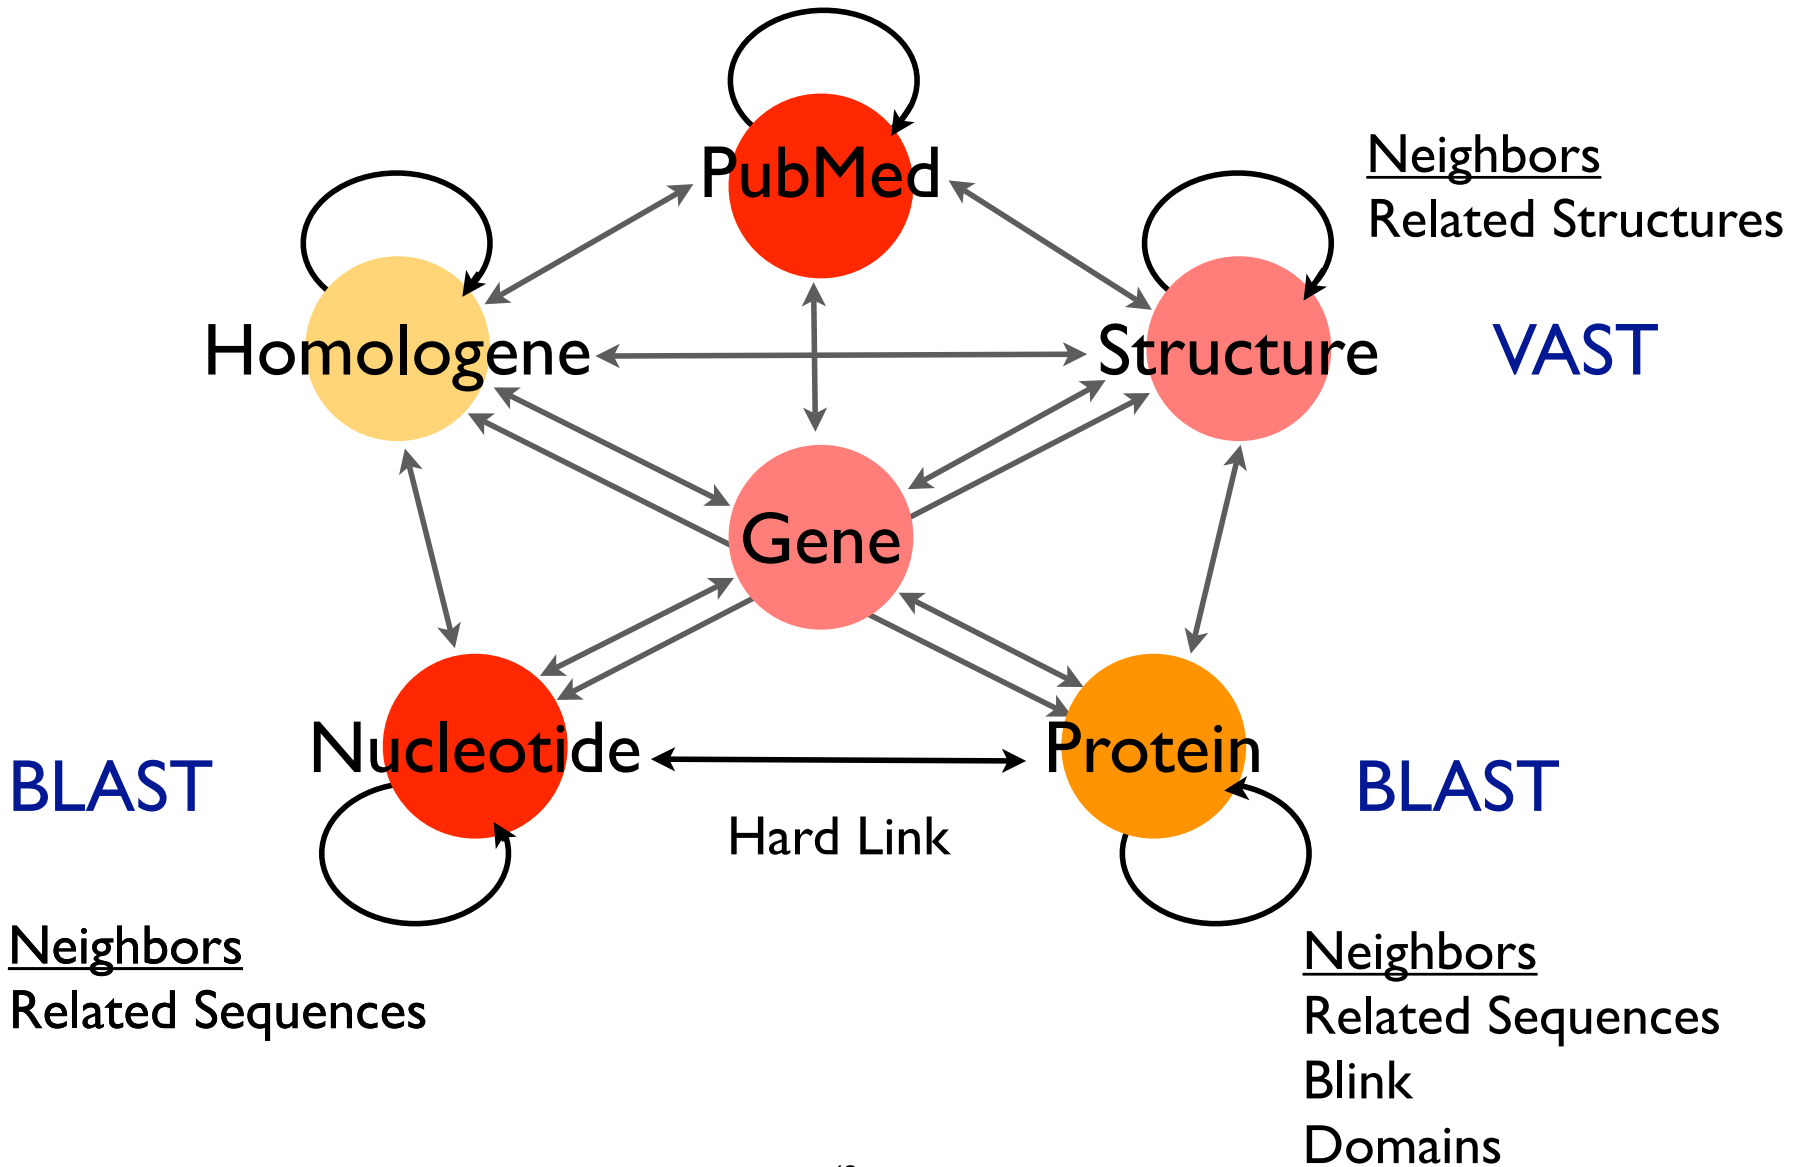 PubMed
Neighbors
Related Structures
Homologene
Structure
VAST
Gene
Nucleotide
Protein
BLAST
BLAST
Hard Link
Neighbors
Related Sequences
Neighbors
Related Sequences
Blink
Domains